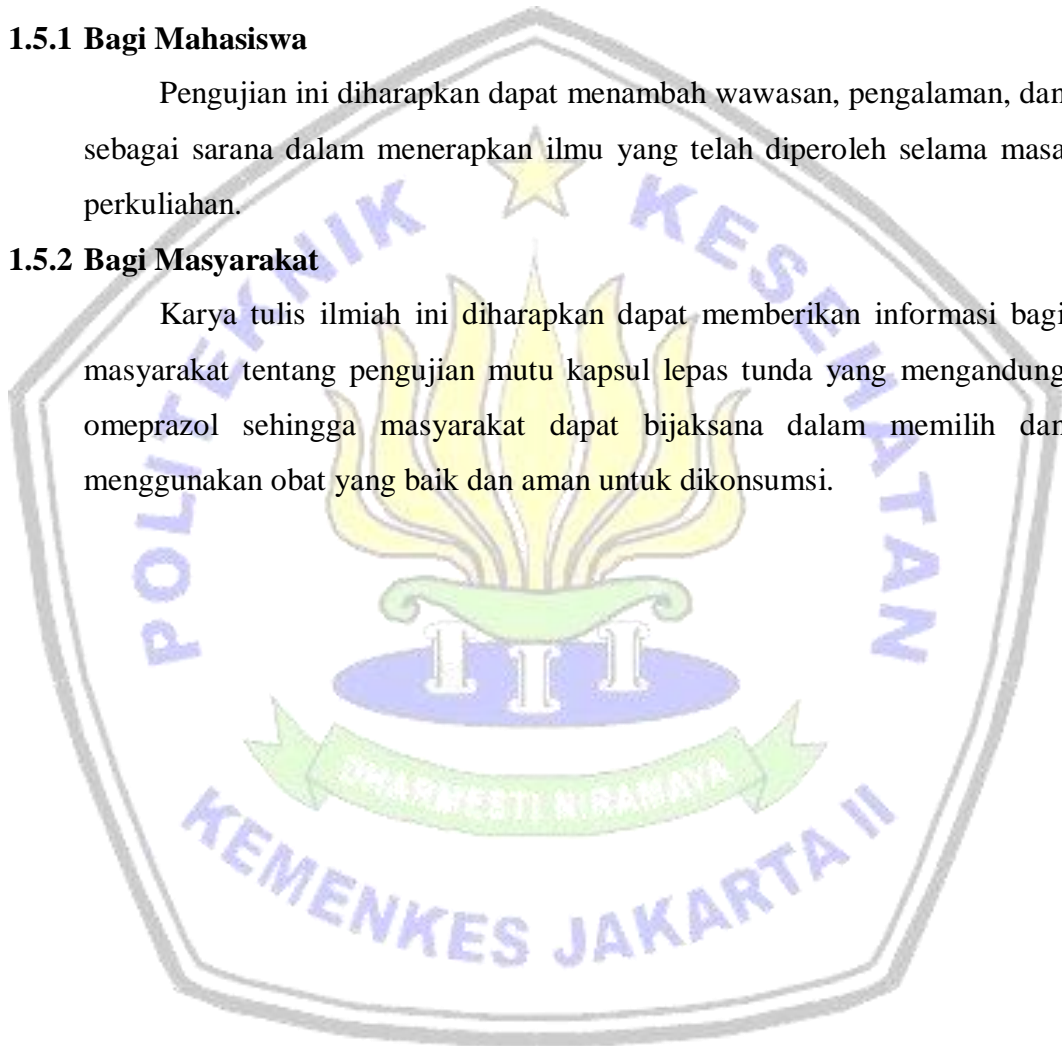 1.5.1 Bagi Mahasiswa
Pengujian ini diharapkan dapat menambah wawasan, pengalaman, dan
sebagai sarana dalam menerapkan ilmu yang telah diperoleh selama masa
perkuliahan.
1.5.2 Bagi Masyarakat
Karya tulis ilmiah ini diharapkan dapat memberikan informasi bagi
masyarakat tentang pengujian mutu kapsul lepas tunda yang mengandung
omeprazol sehingga masyarakat dapat bijaksana dalam memilih dan
menggunakan obat yang baik dan aman untuk dikonsumsi.
POLITEKNIK KESEHATAN
KEMENKES JAKARTA II